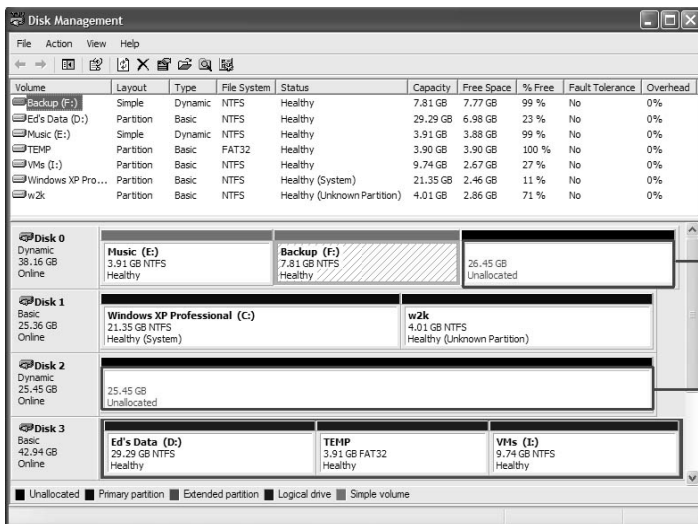 Disk Management
File Action View Help
Volume Layout Type File System Status Capacity Free Space % Free Fault Tolerance Overhead
Backup (F:) Simple Dynamic NTFS Healthy 7.81 GB 7.77 GB 99 % No 0%
Ed's Data (D:) Partition Basic NTFS Healthy 29.29 GB 6.98 GB 23 % No 0%
Music (E:) Simple Dynamic NTFS Healthy 3.91 GB 3.88 GB 99 % No 0%
TEMP Partition Basic FAT32 Healthy 3.90 GB 3.90 GB 100 % No 0%
VMs (I:) Partition Basic NTFS Healthy 9.74 GB 2.67 GB 27 % No 0%
Windows XP Pro... Partition Basic NTFS Healthy (System) 21.35 GB 2.46 GB 11 % No 0%
w2k Partition Basic NTFS Healthy (Unknown Partition) 4.01 GB 2.86 GB 71 % No 0%
Disk 0
Dynamic
38.16 GB
Online
Music (E:)
3.91 GB NTFS
Healthy
Backup (F:)
7.81 GB NTFS
Healthy
26.45 GB
Unallocated
Disk 1
Basic
25.36 GB
Online
Windows XP Professional (C:)
21.35 GB NTFS
Healthy (System)
w2k
4.01 GB NTFS
Healthy (Unknown Partition)
Disk 2
Dynamic
25.45 GB
Online
25.45 GB
Unallocated
Disk 3
Basic
42.94 GB
Online
Ed's Data (D:)
29.29 GB NTFS
Healthy
TEMP
3.91 GB FAT32
Healthy
VMs (I:)
9.74 GB NTFS
Healthy
Unallocated Primary partition Extended partition Logical drive Simple volume